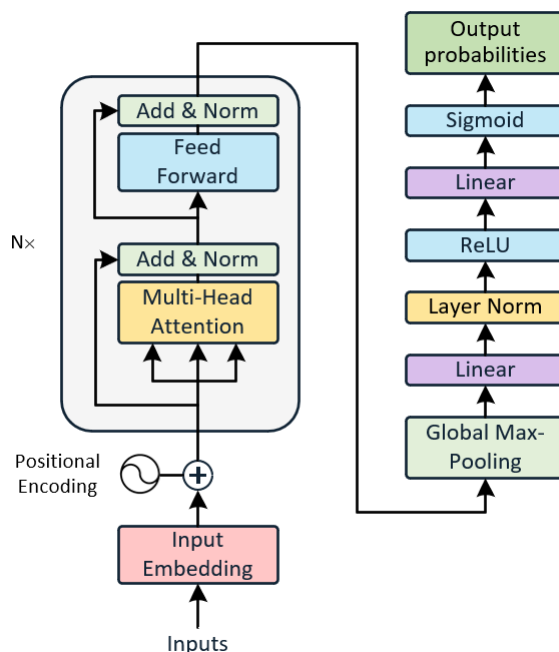 Output
probabilities
Sigmoid
Linear
ReLU
Layer Norm
Linear
Global Max-
Pooling
Add & Norm
Feed
Forward
N×
Add & Norm
Multi-Head
Attention
Positional
Encoding
Input
Embedding
Inputs